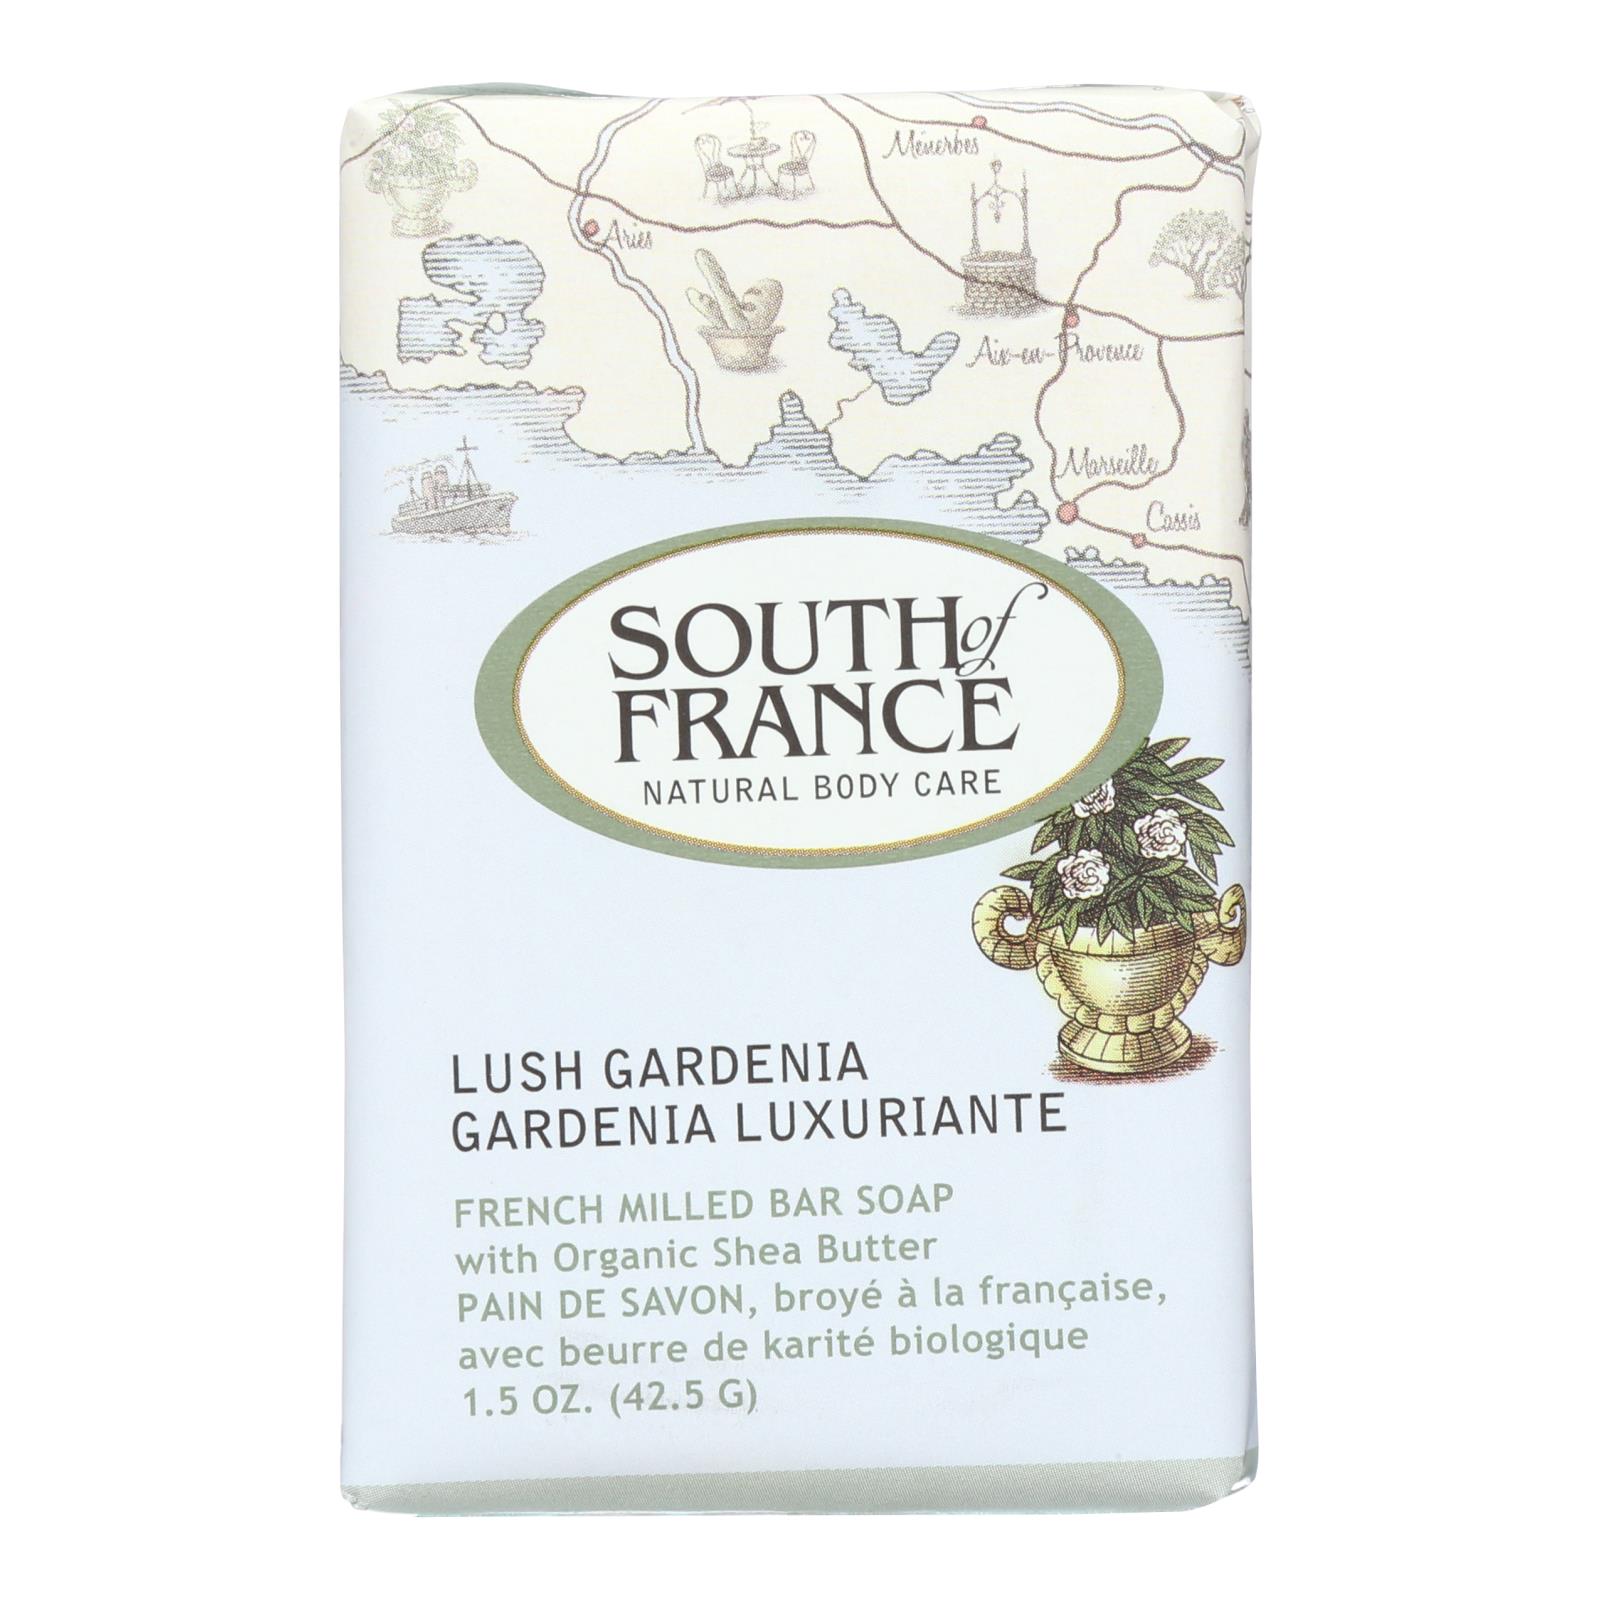 Ménerbes
Arles
Aix-en-Provence
Marseille
Cassis
SOUTH of
FRANCE
NATURAL BODY CARE
LUSH GARDENIA
GARDENIA LUXURIANTE
FRENCH MILLED BAR SOAP
with Organic Shea Butter
PAIN DE SAVON, broyé à la française,
avec beurre de karité biologique
1.5 OZ. (42.5 G)